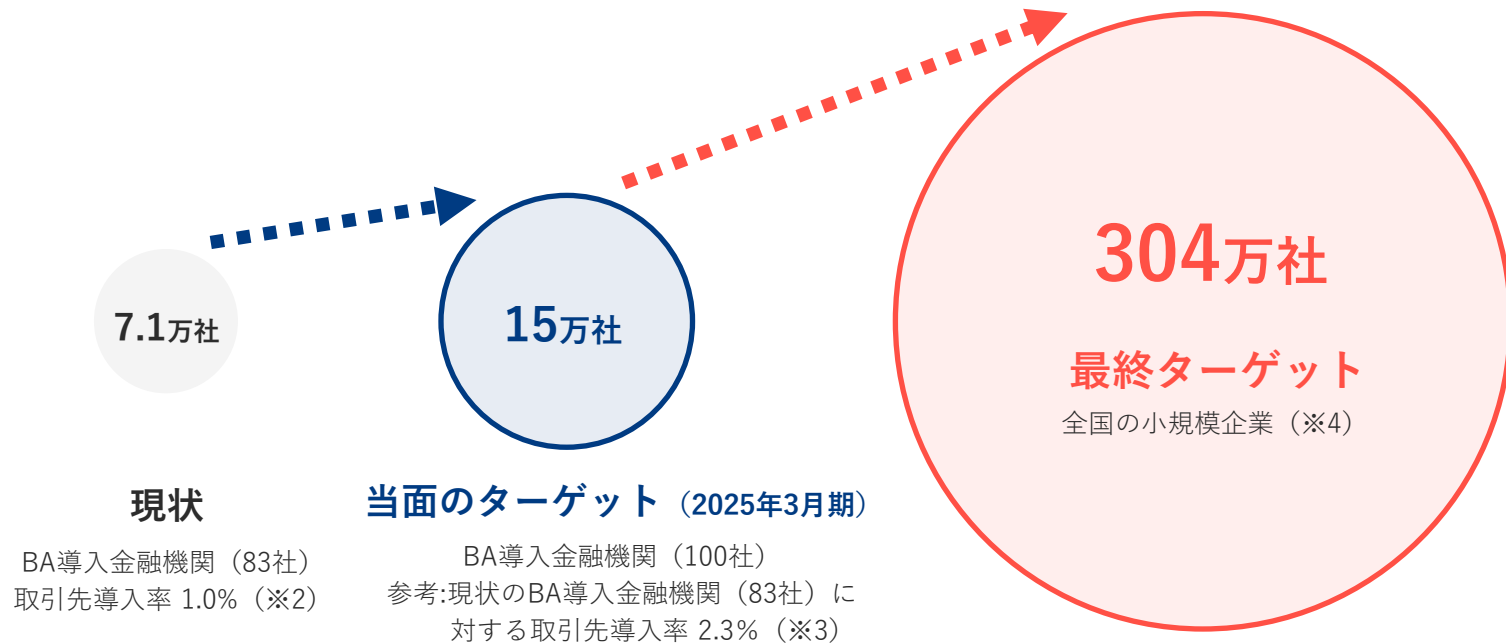 7.1万社
現状
BA導入金融機関（83社）
取引先導入率 1.0%（※2）
15万社
当面のターゲット（2025年3月期）
BA導入金融機関（100社）
参考:現状のBA導入金融機関（83社）に
対する取引先導入率 2.3%（※3）
304万社
最終ターゲット
全国の小規模企業（※4）